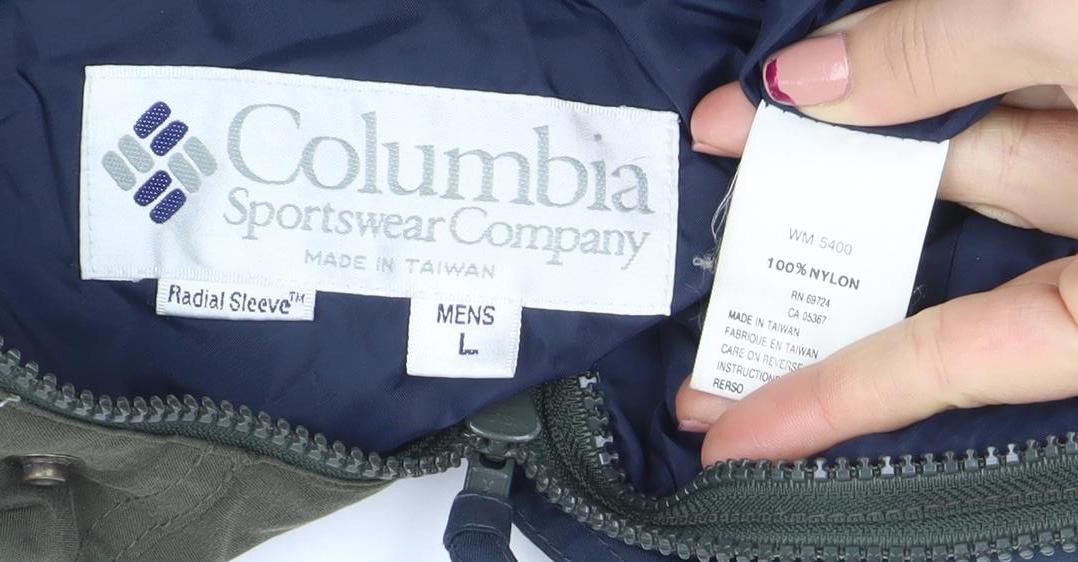 Columbia
Sportswear Company
MADE IN TAIWAN
Radial Sleeve™
MENS
L
WM 5400
100% NYLON
RN 69724
CA 05367
MADE IN TAIWAN
FABRIQUE EN TAIWAN
CARE ON REVERSE
INSTRUCTION
RERSO